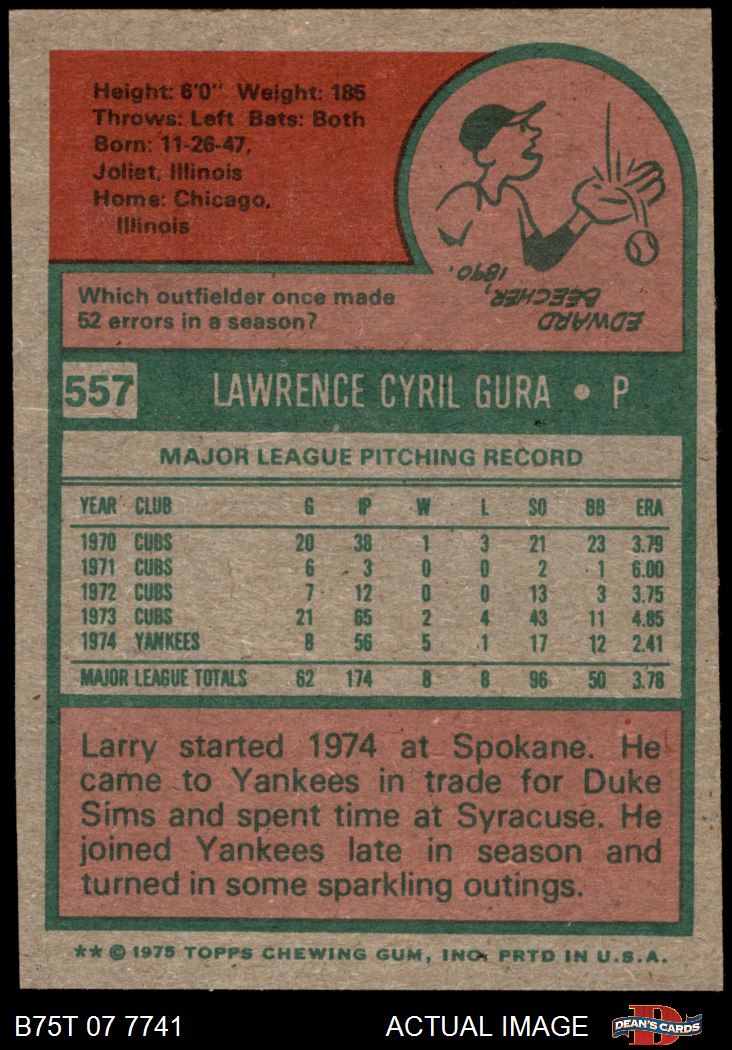 Height: 6'0" Weight: 185
Throws: Left Bats: Both
Born: 11-26-47,
Joliet, Illinois
Home: Chicago,
Illinois
Which outfielder once made
52 errors in a season?
EDWARD
BEECHER,
1890.
557 LAWRENCE CYRIL GURA • P
MAJOR LEAGUE PITCHING RECORD
YEAR CLUB G IP W L SO BB ERA
1970 CUBS 20 38 1 3 21 23 3.79
1971 CUBS 6 3 0 0 2 1 6.00
1972 CUBS 7 12 0 0 13 3 3.75
1973 CUBS 21 65 2 4 43 11 4.85
1974 YANKEES 8 56 5 1 17 12 2.41
MAJOR LEAGUE TOTALS 62 174 8 8 96 50 3.78
Larry started 1974 at Spokane. He
came to Yankees in trade for Duke
Sims and spent time at Syracuse. He
joined Yankees late in season and
turned in some sparkling outings.
** © 1975 TOPPS CHEWING GUM, INC. PRTD IN U.S.A.
B75T 07 7741 ACTUAL IMAGE D DEAN'S CARDS